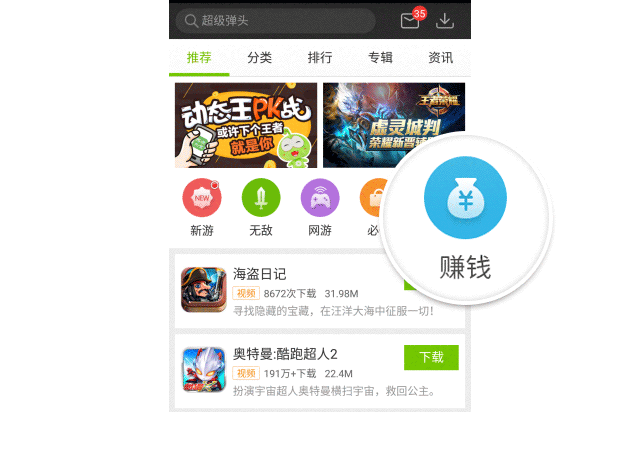 超级弹头
35
推荐 分类 排行 专辑 资讯
动态王PK战
或许下个王者
就是你
王者荣耀
虚灵城判
荣耀新晋
NEW
新游 无敌 网游 必
¥
赚钱
海盗日记
视频 8672次下载 31.98M
寻找隐藏的宝藏，在汪洋大海中征服一切！
奥特曼:酷跑超人2
视频 191万+下载 22.4M
下载
扮演宇宙超人奥特曼横扫宇宙，救回公主。